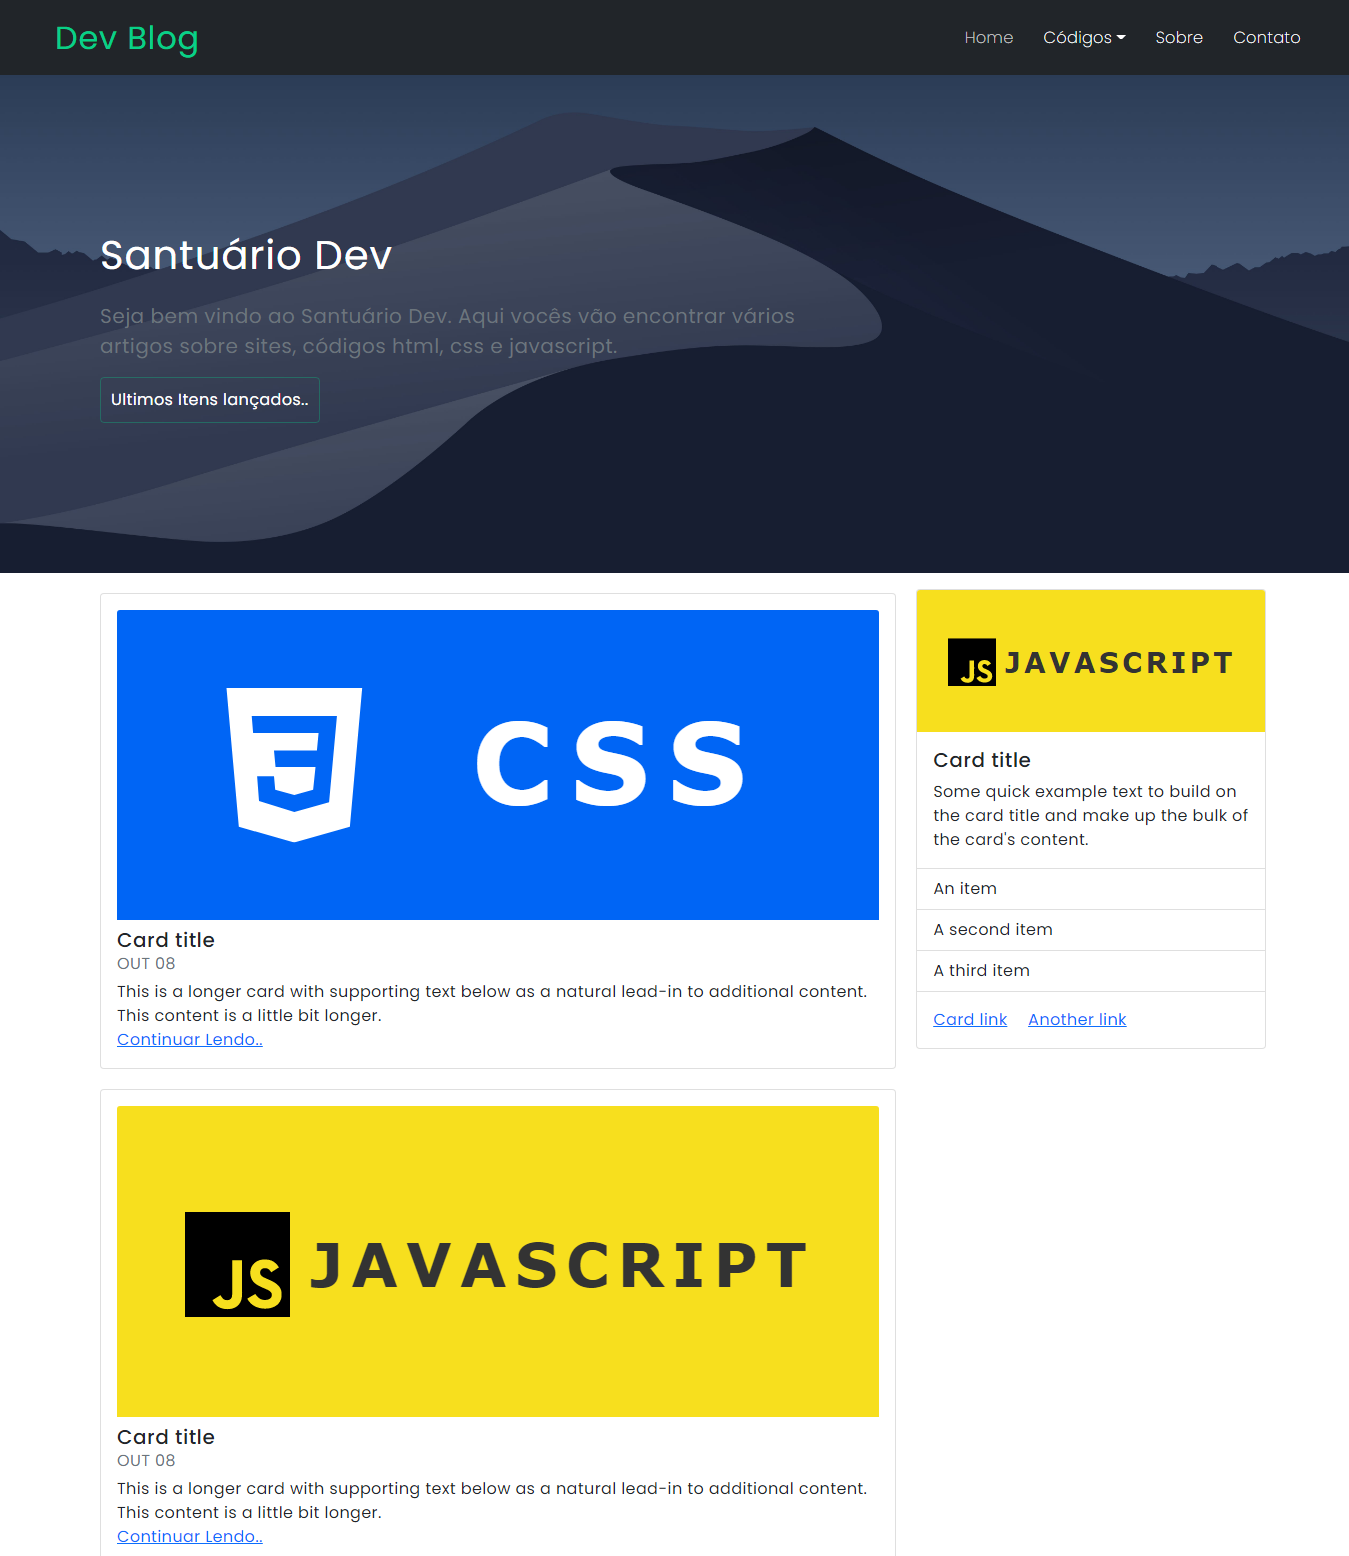 Dev Blog
Home
Códigos
Sobre
Contato
Santuário Dev
Seja bem vindo ao Santuário Dev. Aqui vocês vão encontrar vários
artigos sobre sites, códigos html, css e javascript.
Ultimos Itens lançados..
CSS
Card title
OUT 08
This is a longer card with supporting text below as a natural lead-in to additional content.
This content is a little bit longer.
Continuar Lendo..
JS JAVASCRIPT
Card title
OUT 08
This is a longer card with supporting text below as a natural lead-in to additional content.
This content is a little bit longer.
Continuar Lendo..
JS JAVASCRIPT
Card title
Some quick example text to build on
the card title and make up the bulk of
the card's content.
An item
A second item
A third item
Card link
Another link